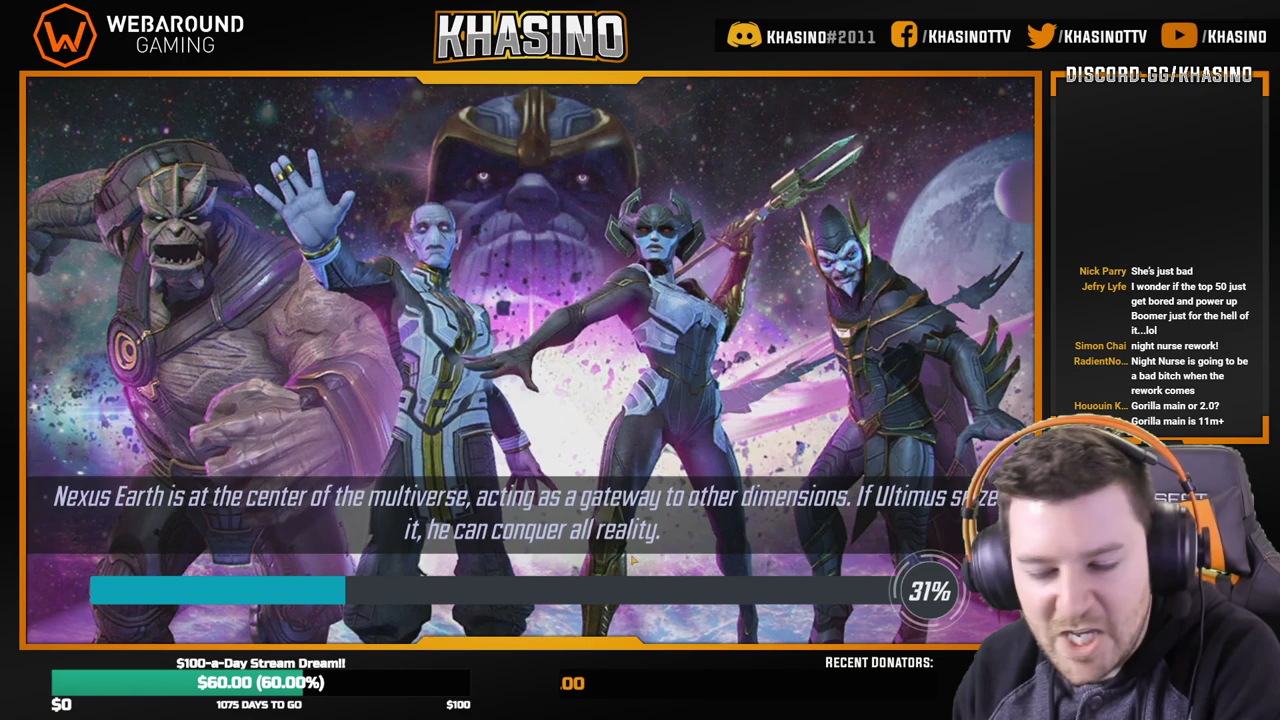 WEBAROUND
GAMING
KHASINO
KHASINO#2011
/KHASINOTTV
/KHASINOTTV
/KHASINO
DISCORD.GG/KHASINO
Nick Parry She's just bad
Jefry Lyfe I wonder if the top 50 just
get bored and power up
Boomer just for the hell of
it...lol
Simon Chai night nurse rework!
RadientNo... Night Nurse is going to be
a bad bitch when the
rework comes
Hououin K... Gorilla main or 2.0?
Gorilla main is 11m+
Nexus Earth is at the center of the multiverse, acting as a gateway to other dimensions. If Ultimus
it, he can conquer all reality.
31%
$100-a-Day Stream Dream!!
$60.00 (60.00%)
$0
1075 DAYS TO GO
$100
.00
RECENT DONATORS: